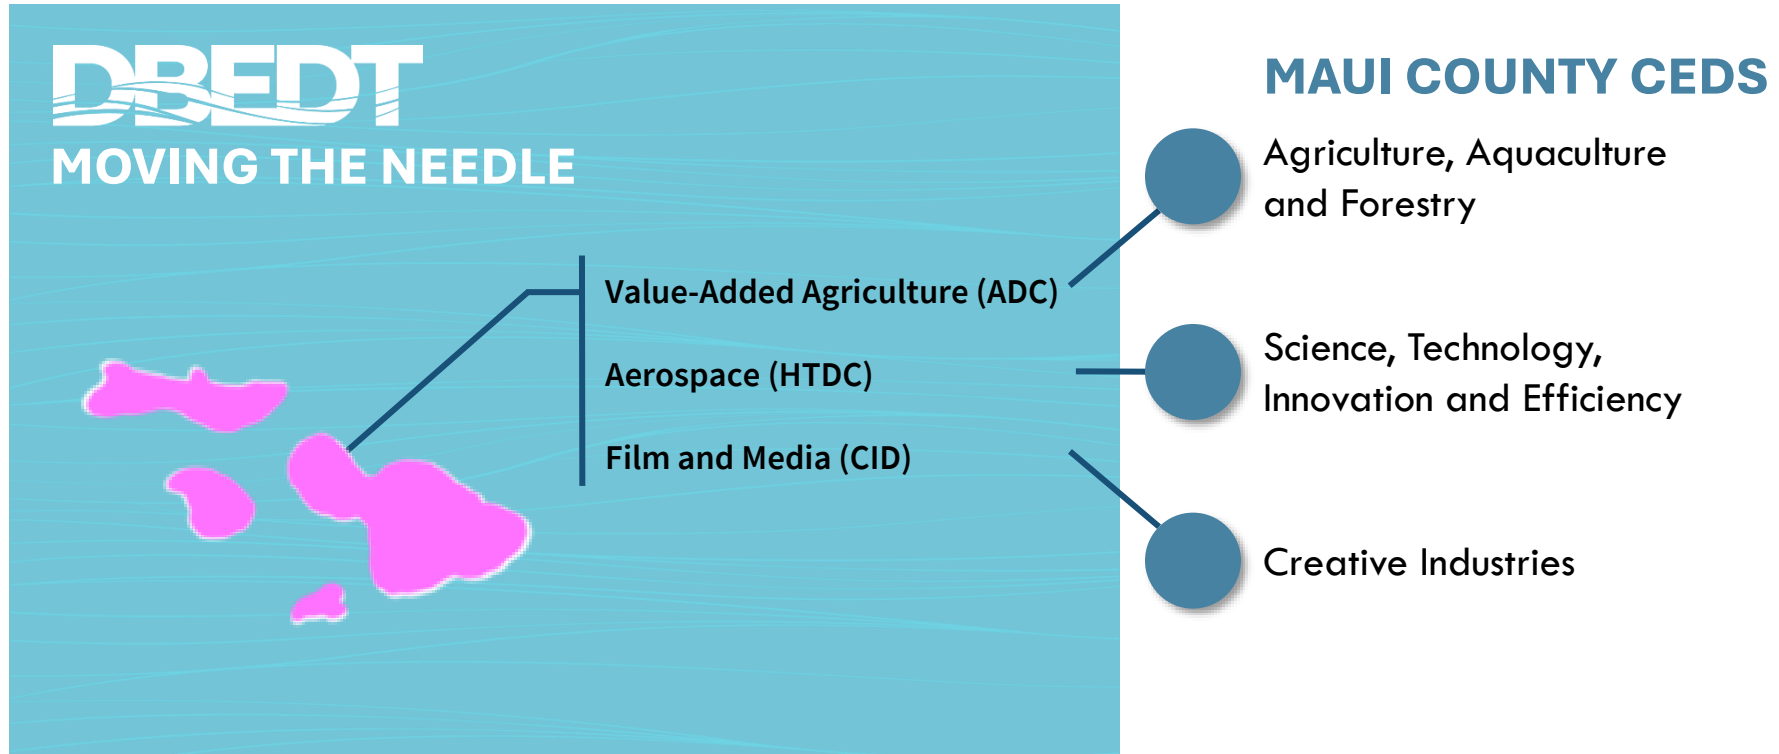 DBEDT
MOVING THE NEEDLE
Value-Added Agriculture (ADC)
Aerospace (HTDC)
Film and Media (CID)
MAUI COUNTY CEDS
Agriculture, Aquaculture
and Forestry
Science, Technology,
Innovation and Efficiency
Creative Industries